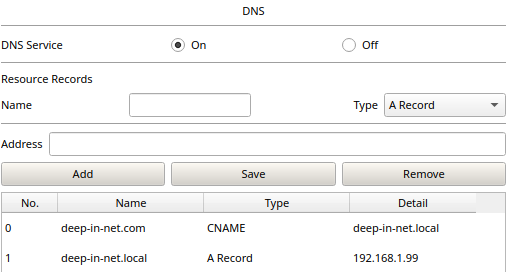 DNS
DNS Service On Off
Resource Records
Name Type A Record
Address
Add Save Remove
No. Name Type Detail
0 deep-in-net.com CNAME deep-in-net.local
1 deep-in-net.local A Record 192.168.1.99